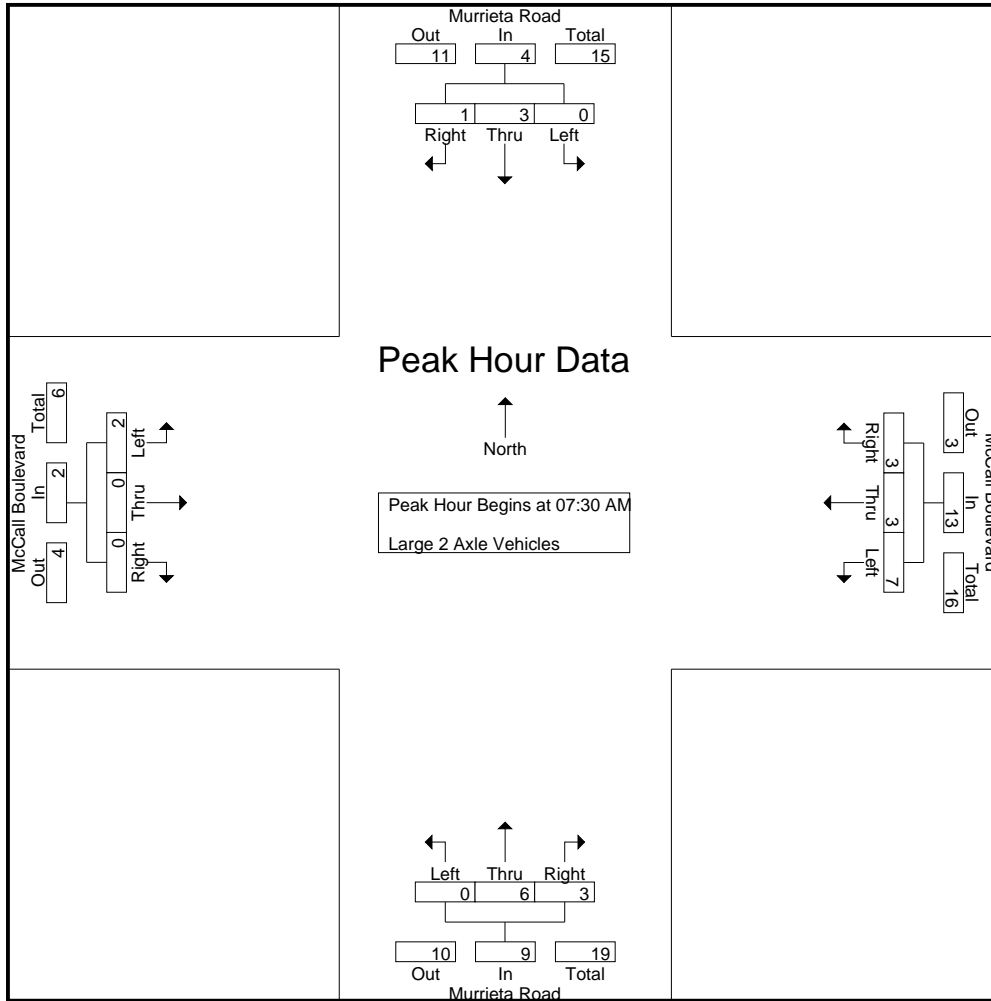 Murrieta Road
Out In Total
11 4 15
1 3 0
Right Thru Left
Peak Hour Data
North
Peak Hour Begins at 07:30 AM
Large 2 Axle Vehicles
McCall Boulevard
Total In Out
6 2 4
2 0 0
Left Thru Right
Right Thru Left
3 3 7
Out In Total
3 13 16
McCall Boulevard
Left Thru Right
0 6 3
10 9 19
Out In Total
Murrieta Road